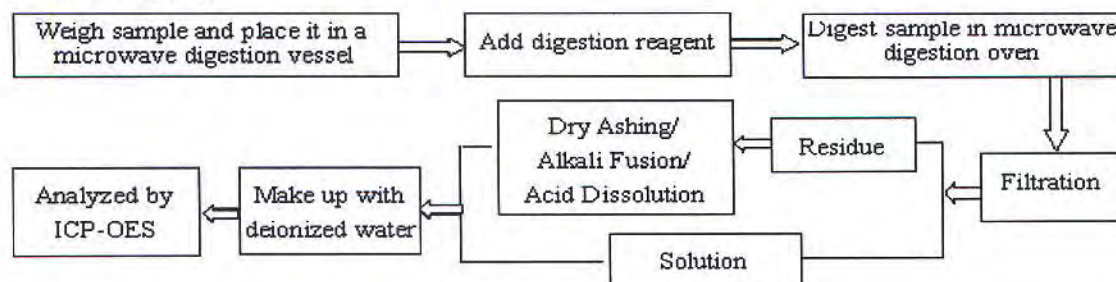 Weigh sample and place it in a
microwave digestion vessel
Add digestion reagent
Digest sample in microwave
digestion oven
Filtration
Residue
Solution
Dry Ashing/
Alkali Fusion/
Acid Dissolution
Make up with
deionized water
Analyzed by
ICP-OES